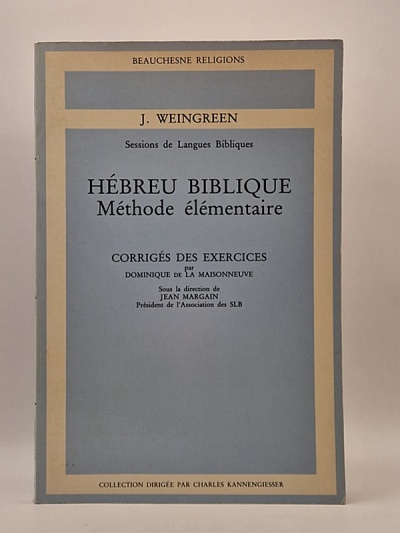 BEAUCHESNE RELIGIONS
J. WEINGREEN
Sessions de Langues Bibliques
HÉBREU BIBLIQUE
Méthode élémentaire
CORRIGÉS DES EXERCICES
par
DOMINIQUE DE LA MAISONNEUVE
Sous la direction de
JEAN MARGAIN
Président de l'Association des SLB
COLLECTION DIRIGÉE PAR CHARLES KANNENGIESSER